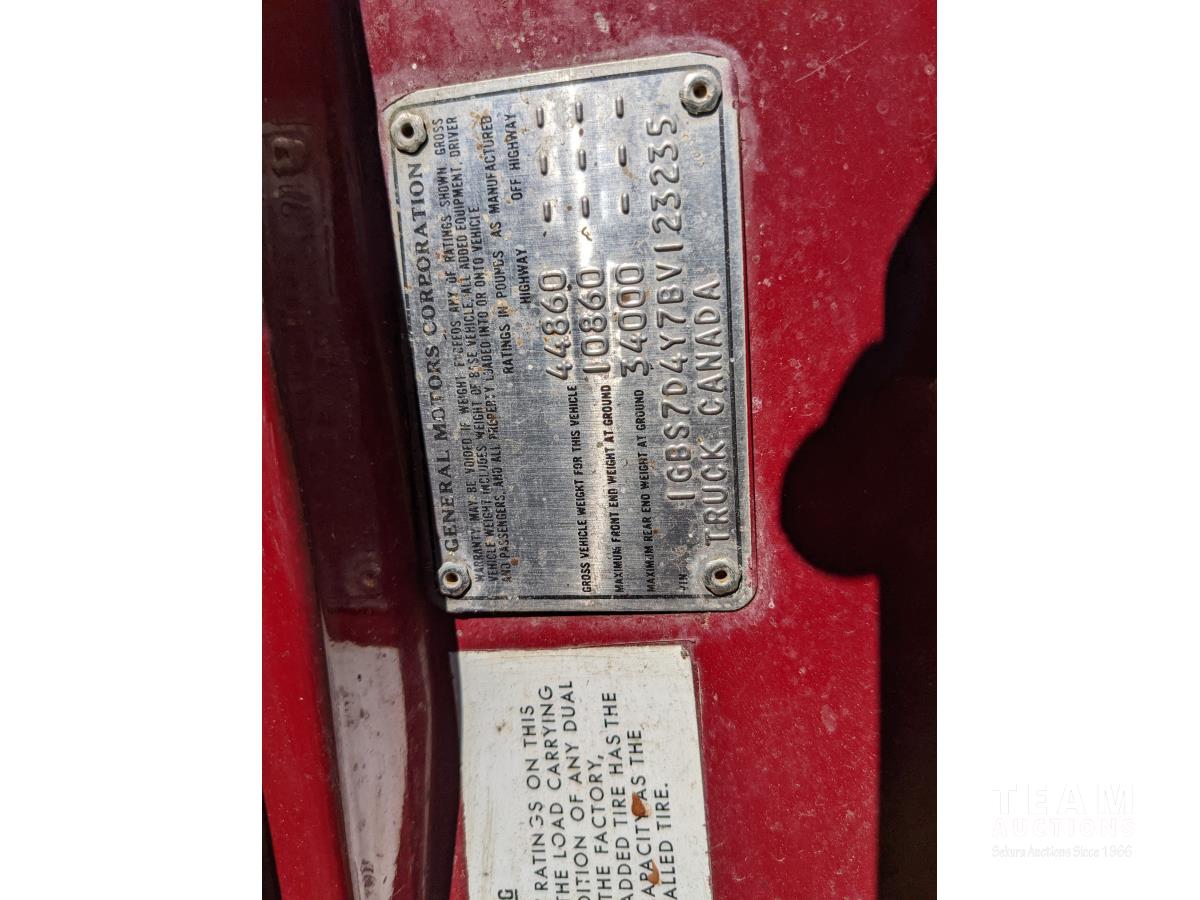 GENERAL MOTORS CORPORATION
WARRANTY MAY BE VOIDED IF WEIGHT EXCEEDS ANY OF RATINGS SHOWN GROSS
VEHICLE WEIGHT INCLUDES WEIGHT OF BASE VEHICLE, ALL ADDED EQUIPMENT, DRIVER
AND PASSENGERS, AND ALL PROPERTY LOADED INTO OR ONTO VEHICLE.
RATINGS IN POUNDS AS MANUFACTURED
HIGHWAY OFF HIGHWAY
GROSS VEHICLE WEIGHT FOR THIS VEHICLE 44860 - - -
MAXIMUM FRONT END WEIGHT AT GROUND 10860 - - -
MAXIMUM REAR END WEIGHT AT GROUND 34000 - - -
VIN 1GBS7D4Y7BV123235
TRUCK CANADA
RATINGS ON THIS
THE LOAD CARRYING
DITION OF ANY DUAL
THE FACTORY,
ADDED TIRE HAS THE
APACITY AS THE
ALLED TIRE.
TEAM
AUCTIONS
Sekura Auctions Since 1966